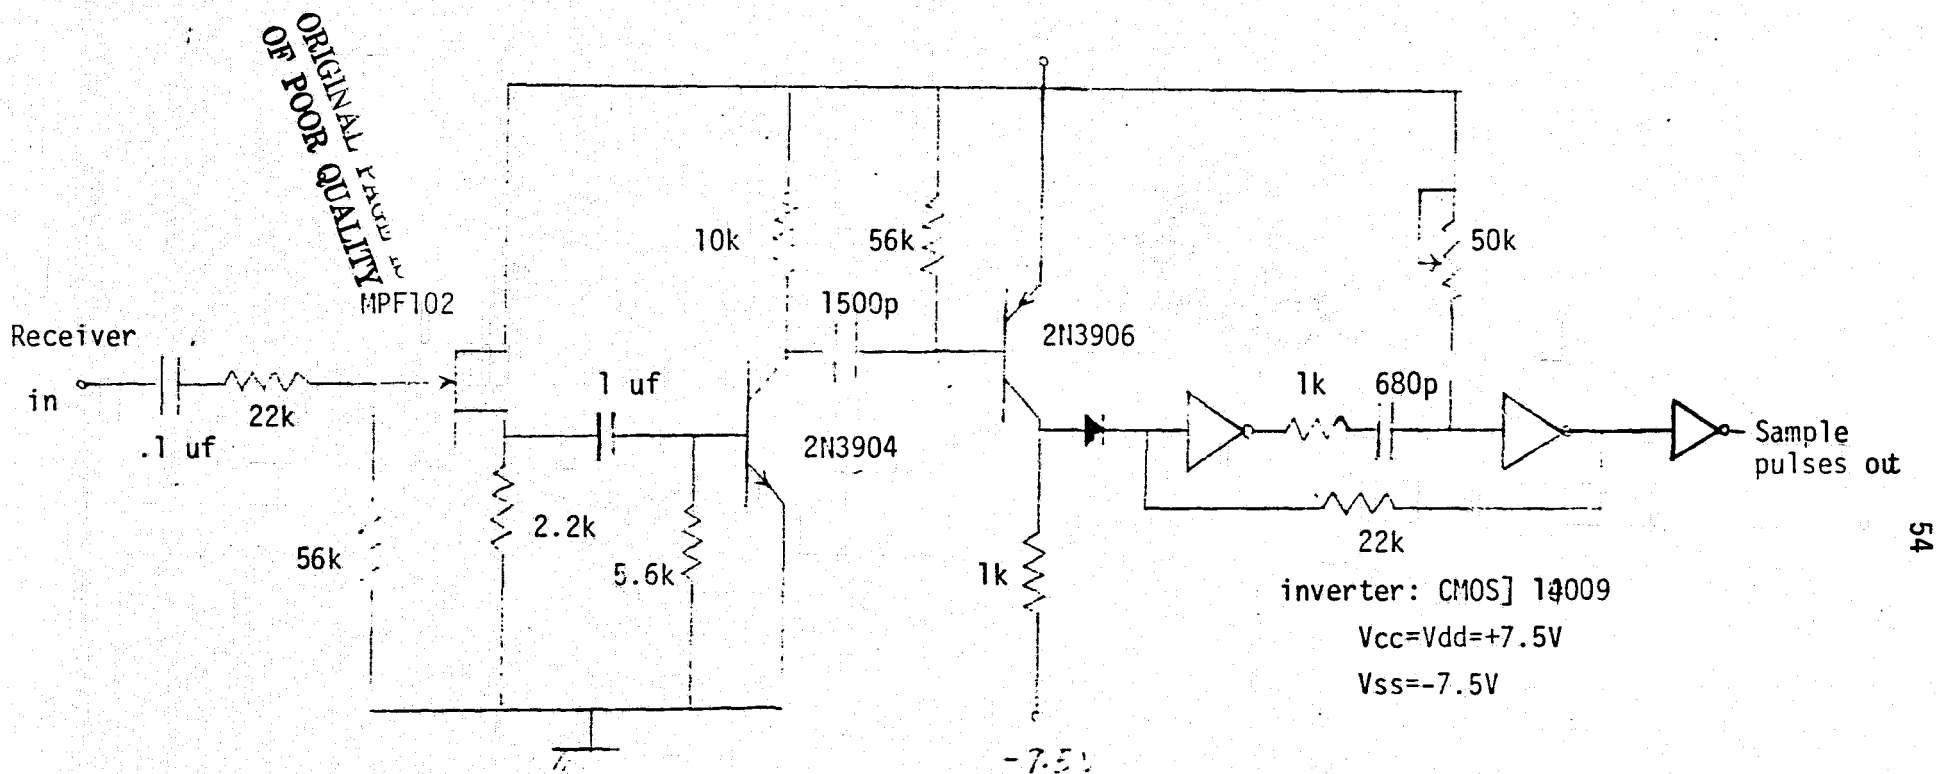 ORIGINAL PAGE IS
OF POOR QUALITY
MPF102
Receiver
in
.1 uf
22k
56k
1 uf
2.2k
5.6k
10k
1500p
56k
2N3904
2N3906
1k
-7.5V
1k
680p
50k
22k
Sample
pulses out
inverter: CMOS] 14009
Vcc=Vdd=+7.5V
Vss=-7.5V
54